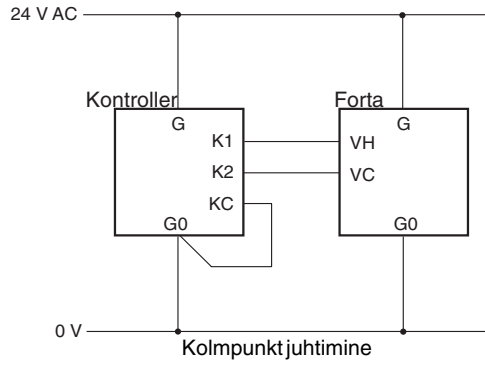 24 V AC
Kontroller
Forta
G
G
K1
VH
K2
VC
KC
G0
G0
0 V
Kolmpunkt juhtimine